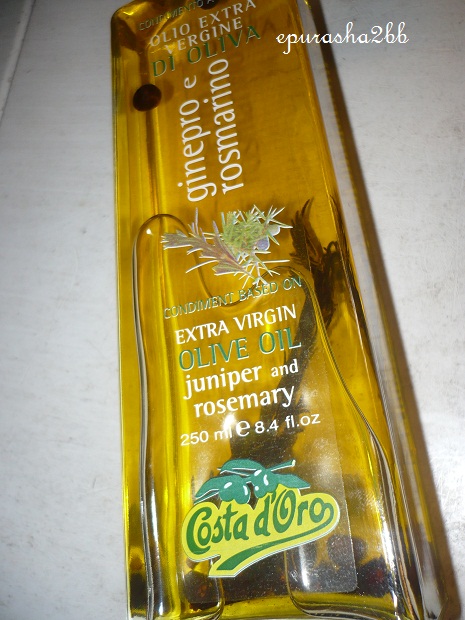 epurasha2bb
CONDIMENTO A
OLIO EXTRA
VERGINE
DI OLIVA
ginepro e
rosmarino
CONDIMENT BASED ON
EXTRA VIRGIN
OLIVE OIL
juniper and
rosemary
250 ml e 8.4 fl.oz
Costa d'Oro